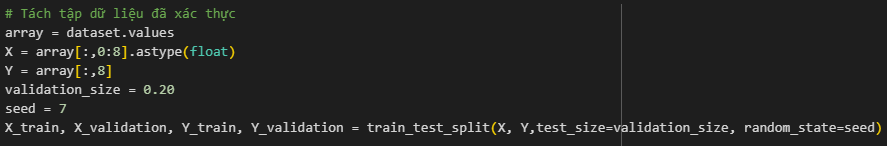 # Tách tập dữ liệu đã xác thực
array = dataset.values
X = array[:,0:8].astype(float)
Y = array[:,8]
validation_size = 0.20
seed = 7
X_train, X_validation, Y_train, Y_validation = train_test_split(X, Y,test_size=validation_size, random_state=seed)